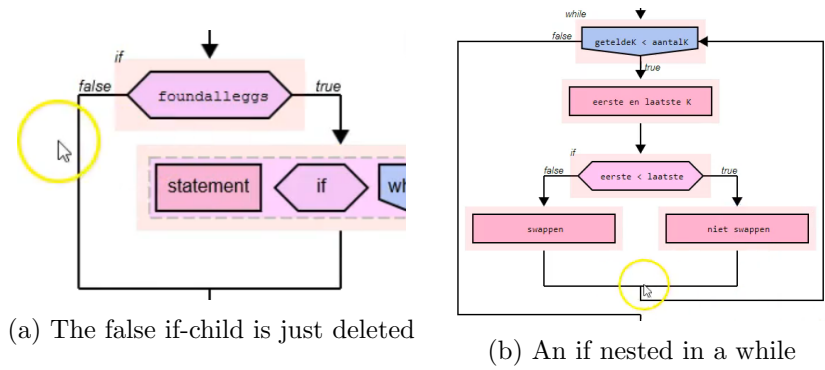 if
false
true
foundalleggs
statement
if
wh
(a) The false if-child is just deleted
while
false
geteldeK < aantalK
true
eerste en laatste K
if
false
true
eerste < laatste
swappen
niet swappen
(b) An if nested in a while